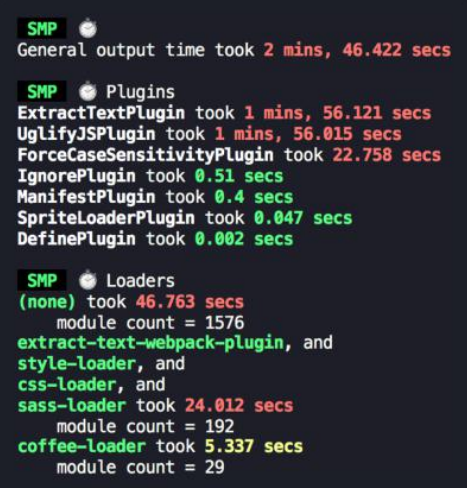 SMP ⏱
General output time took 2 mins, 46.422 secs
SMP ⏱ Plugins
ExtractTextPlugin took 1 mins, 56.121 secs
UglifyJSPlugin took 1 mins, 56.015 secs
ForceCaseSensitivityPlugin took 22.758 secs
IgnorePlugin took 0.51 secs
ManifestPlugin took 0.4 secs
SpriteLoaderPlugin took 0.047 secs
DefinePlugin took 0.002 secs
SMP ⏱ Loaders
(none) took 46.763 secs
module count = 1576
extract-text-webpack-plugin, and
style-loader, and
css-loader, and
sass-loader took 24.012 secs
module count = 192
coffee-loader took 5.337 secs
module count = 29